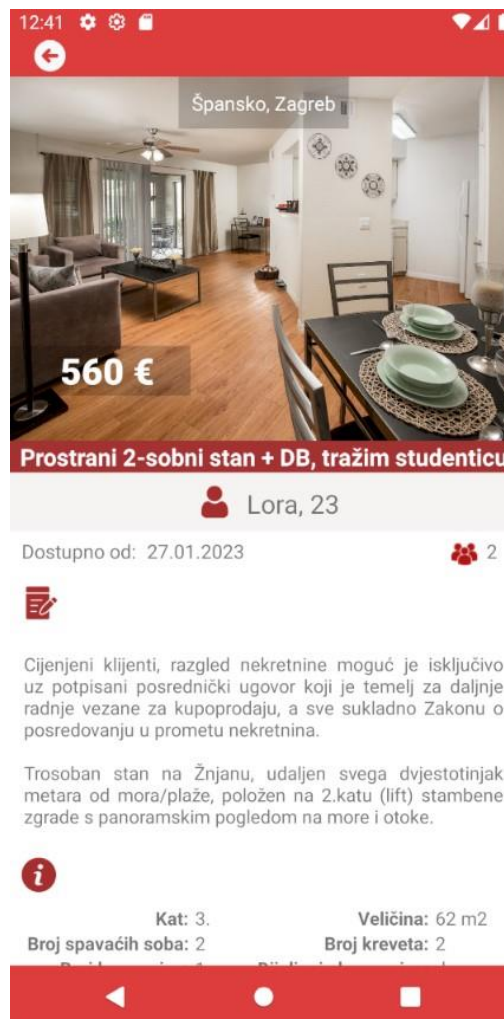 12:41
Špansko, Zagreb
560 €
Prostrani 2-sobni stan + DB, tražim studenticu
Lora, 23
Dostupno od: 27.01.2023
2
Cijenjeni klijenti, razgled nekretnine moguć je isključivo
uz potpisani posrednički ugovor koji je temelj za daljnje
radnje vezane za kupoprodaju, a sve sukladno Zakonu o
posredovanju u prometu nekretnina.
Trosoban stan na Žnjanu, udaljen svega dvjestotinjak
metara od mora/plaže, položen na 2.katu (lift) stambene
zgrade s panoramskim pogledom na more i otoke.
Kat: 3. Veličina: 62 m2
Broj spavaćih soba: 2 Broj kreveta: 2